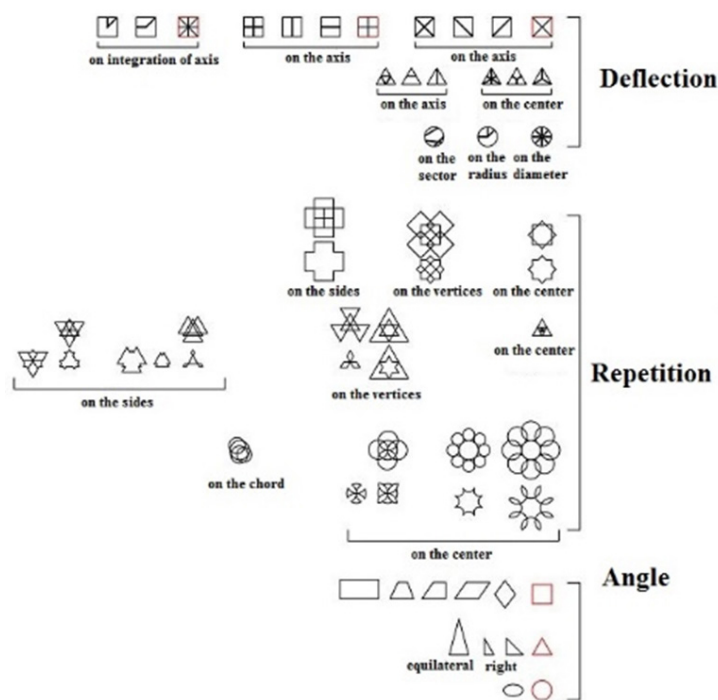 on integration of axis
on the axis
on the axis
Deflection
on the axis
on the center
on the sector
on the radius
on the diameter
on the sides
on the vertices
on the center
on the center
Repetition
on the sides
on the vertices
on the chord
on the center
Angle
equilateral
right